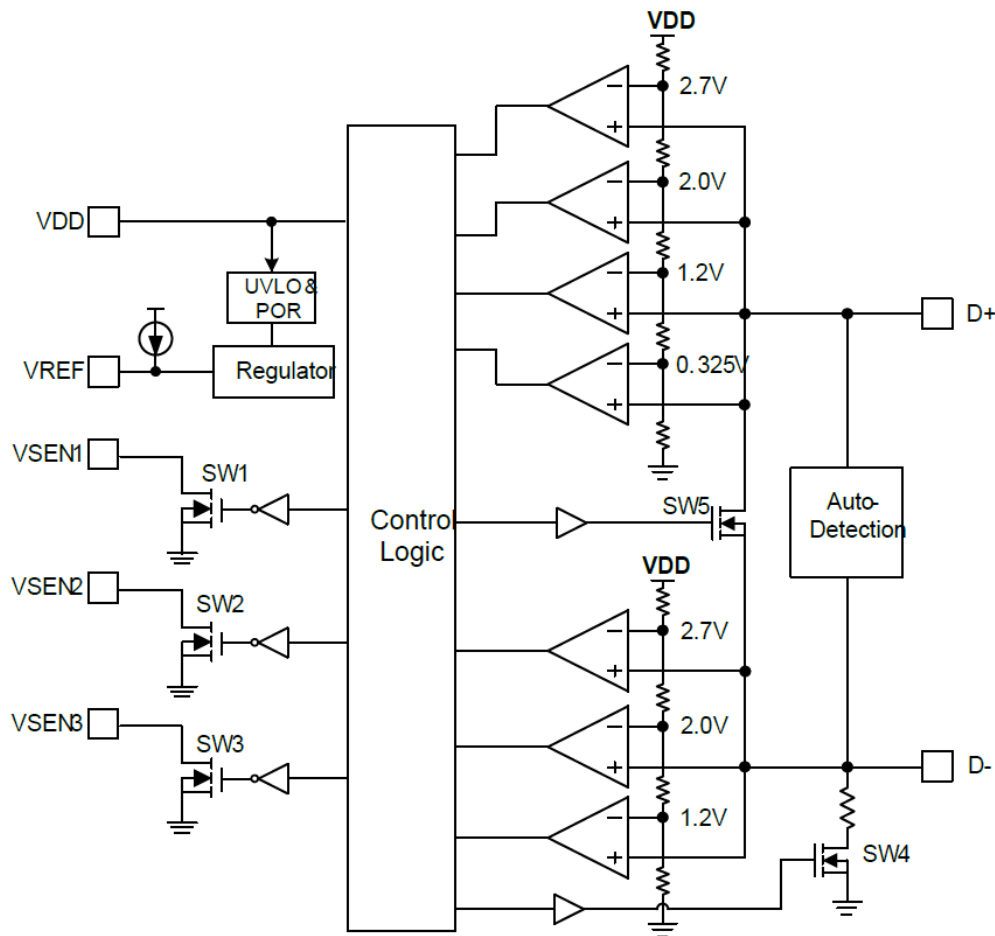 VDD
2.7V
2.0V
VDD
1.2V
UVLO &
POR
D+
VREF
Regulator
0.325V
VSEN1
SW1
SW5
Auto-
Detection
Control
Logic
VDD
VSEN2
SW2
2.7V
VSEN3
SW3
2.0V
D-
1.2V
SW4